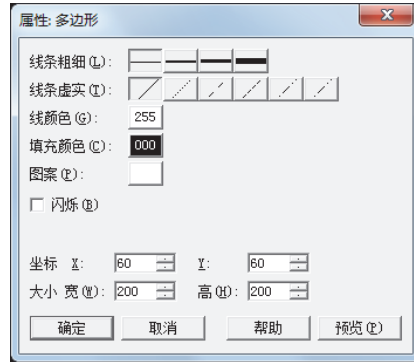 属性: 多边形
线条粗细(L):
线条虚实(T):
线颜色(G): 255
填充颜色(C): 000
图案(P):
闪烁(B)
坐标 X: 60 Y: 60
大小 宽(W): 200 高(H): 200
确定 取消 帮助 预览(P)